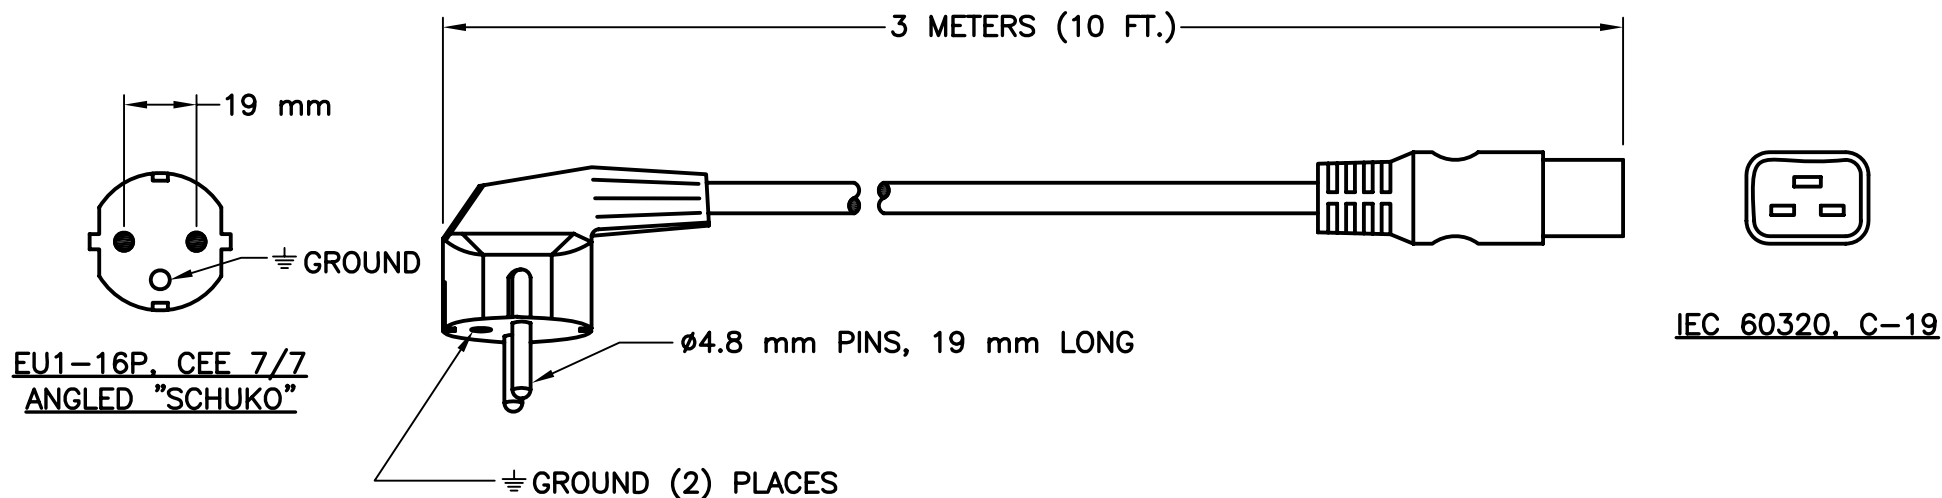 3 METERS (10 FT.)
19 mm
⏚ GROUND
EU1-16P, CEE 7/7
ANGLED "SCHUKO"
ø4.8 mm PINS, 19 mm LONG
IEC 60320, C-19
⏚ GROUND (2) PLACES